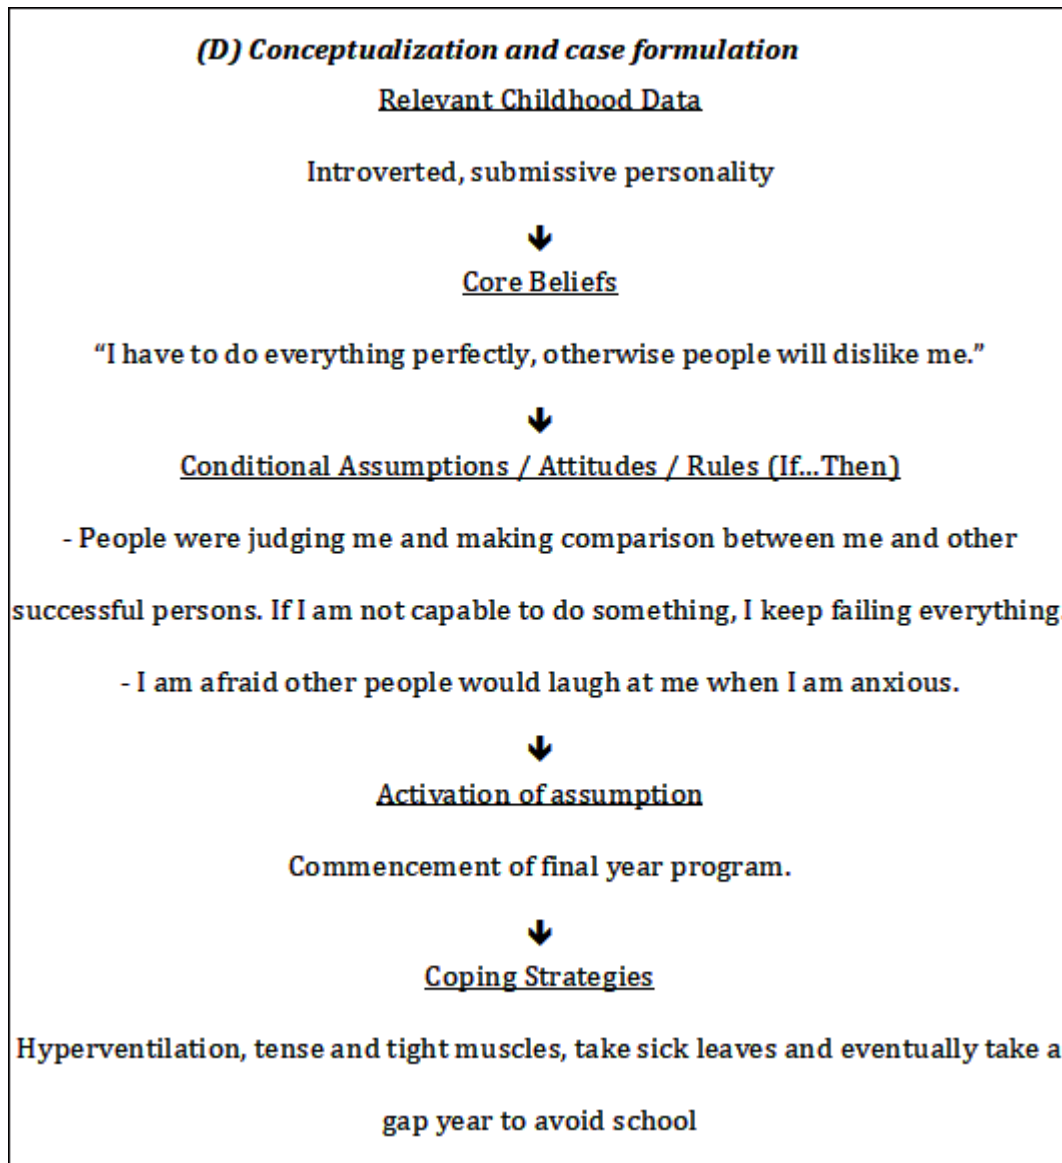 (D) Conceptualization and case formulation
Relevant Childhood Data
Introverted, submissive personality
Core Beliefs
“I have to do everything perfectly, otherwise people will dislike me.”
Conditional Assumptions / Attitudes / Rules (If…Then)
- People were judging me and making comparison between me and other
successful persons. If I am not capable to do something, I keep failing everything.
- I am afraid other people would laugh at me when I am anxious.
Activation of assumption
Commencement of final year program.
Coping Strategies
Hyperventilation, tense and tight muscles, take sick leaves and eventually take a
gap year to avoid school